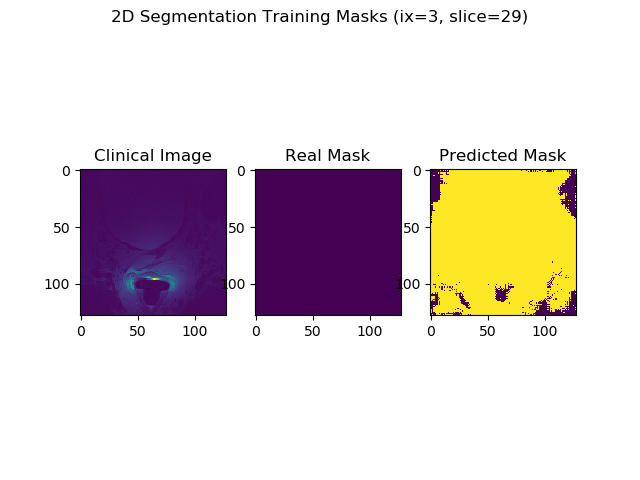 2D Segmentation Training Masks (ix=3, slice=29)
Clinical Image Real Mask Predicted Mask
0 0 0
50 50 50
100 100 100
0 50 100 0 50 100 0 50 100